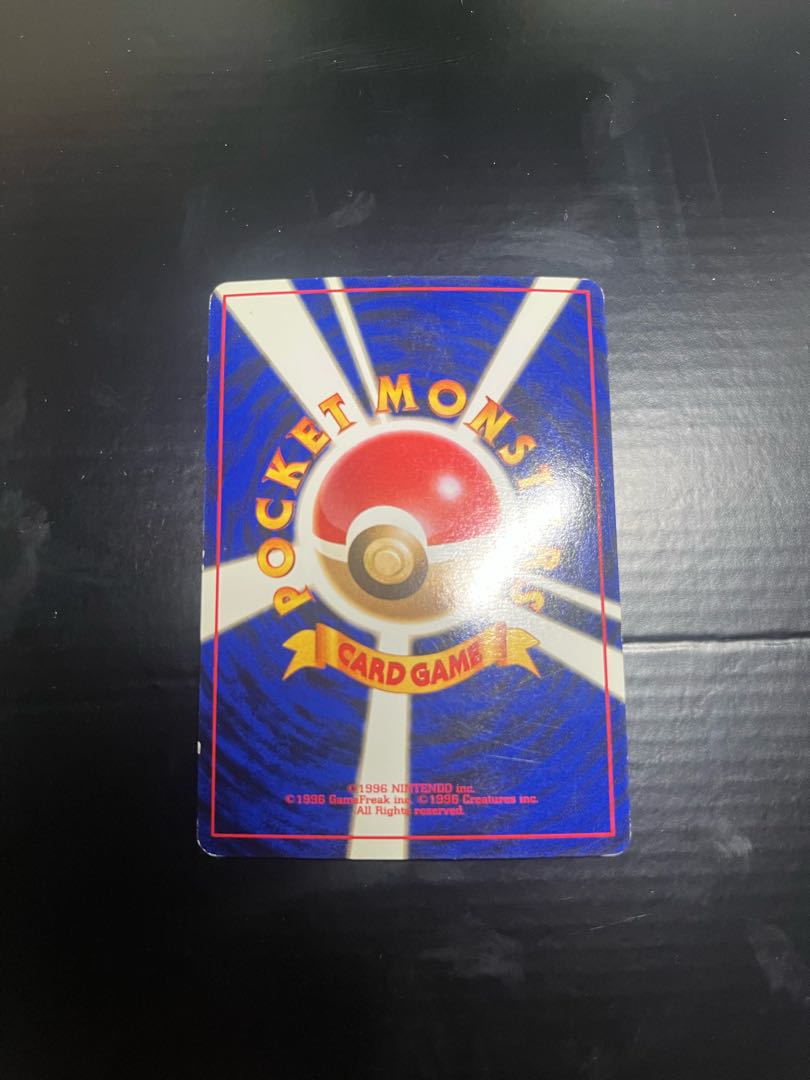 POCKET MONSTERS
CARD GAME
©1996 NINTENDO inc.
©1996 GameFreak inc. ©1996 Creatures inc.
All Rights reserved.